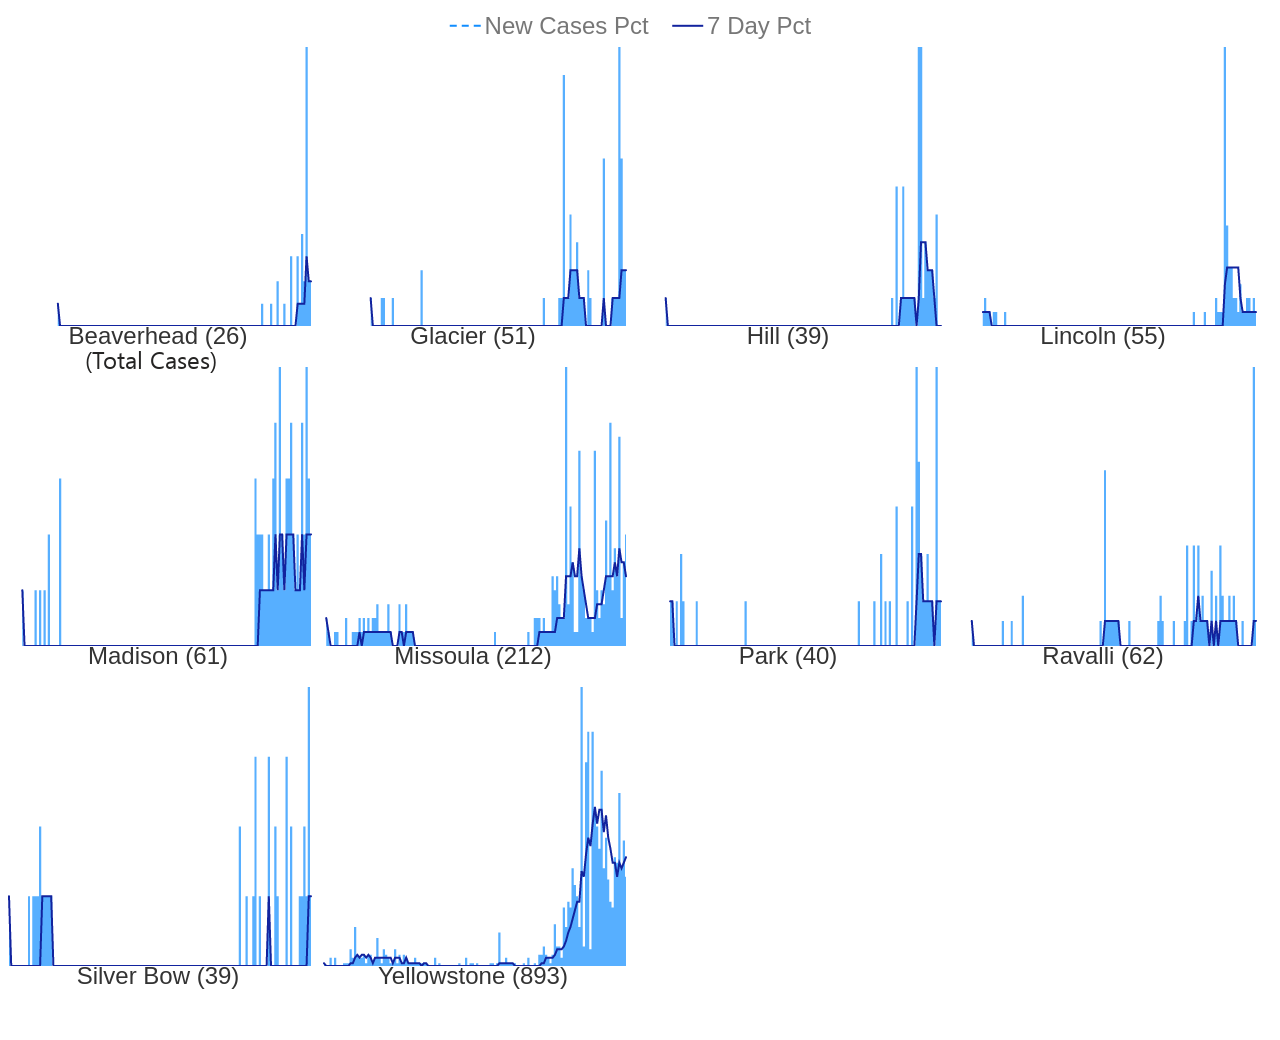 New Cases Pct 7 Day Pct
Beaverhead (26) Glacier (51) Hill (39) Lincoln (55)
(Total Cases)
Madison (61) Missoula (212) Park (40) Ravalli (62)
Silver Bow (39) Yellowstone (893)